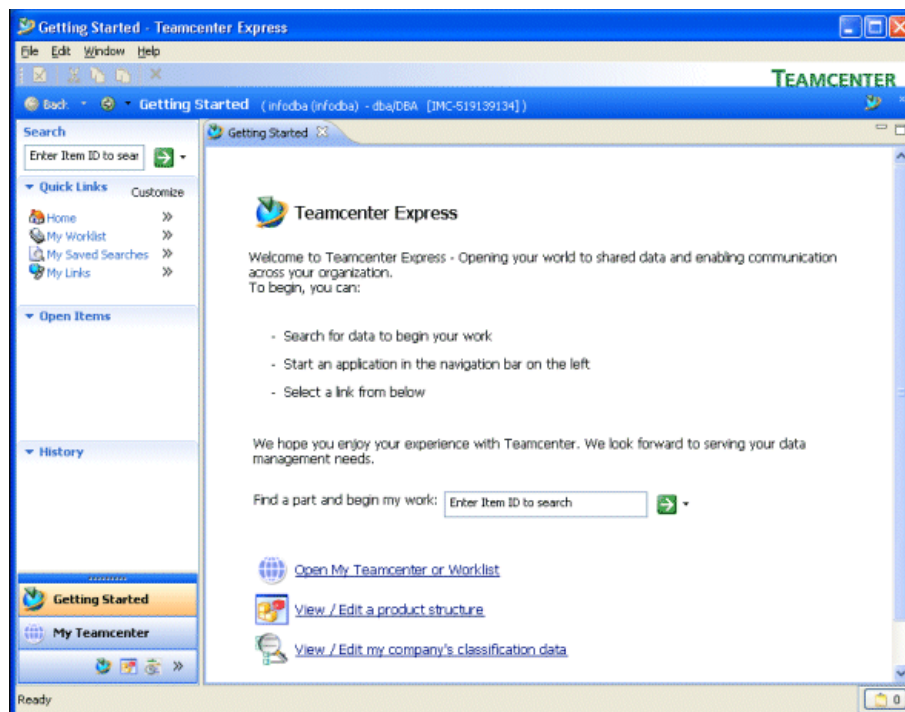 Getting Started - Teamcenter Express
File Edit Window Help
TEAMCENTER
Back Getting Started ( infodba (infodba) - dba/DBA [IMC-519139134] )
Search
Enter Item ID to sear
Quick Links Customize
Home
My Worklist
My Saved Searches
My Links
Open Items
History
Getting Started
My Teamcenter
Getting Started
Teamcenter Express
Welcome to Teamcenter Express - Opening your world to shared data and enabling communication
across your organization.
To begin, you can:
- Search for data to begin your work
- Start an application in the navigation bar on the left
- Select a link from below
We hope you enjoy your experience with Teamcenter. We look forward to serving your data
management needs.
Find a part and begin my work: Enter Item ID to search
Open My Teamcenter or Worklist
View / Edit a product structure
View / Edit my company's classification data
Ready
0